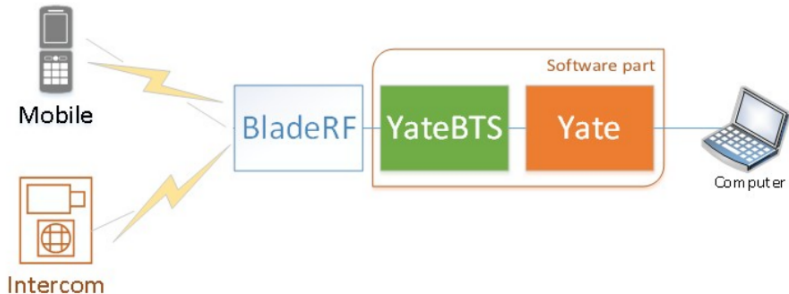 Software part
Mobile
BladeRF
YateBTS
Yate
Computer
Intercom